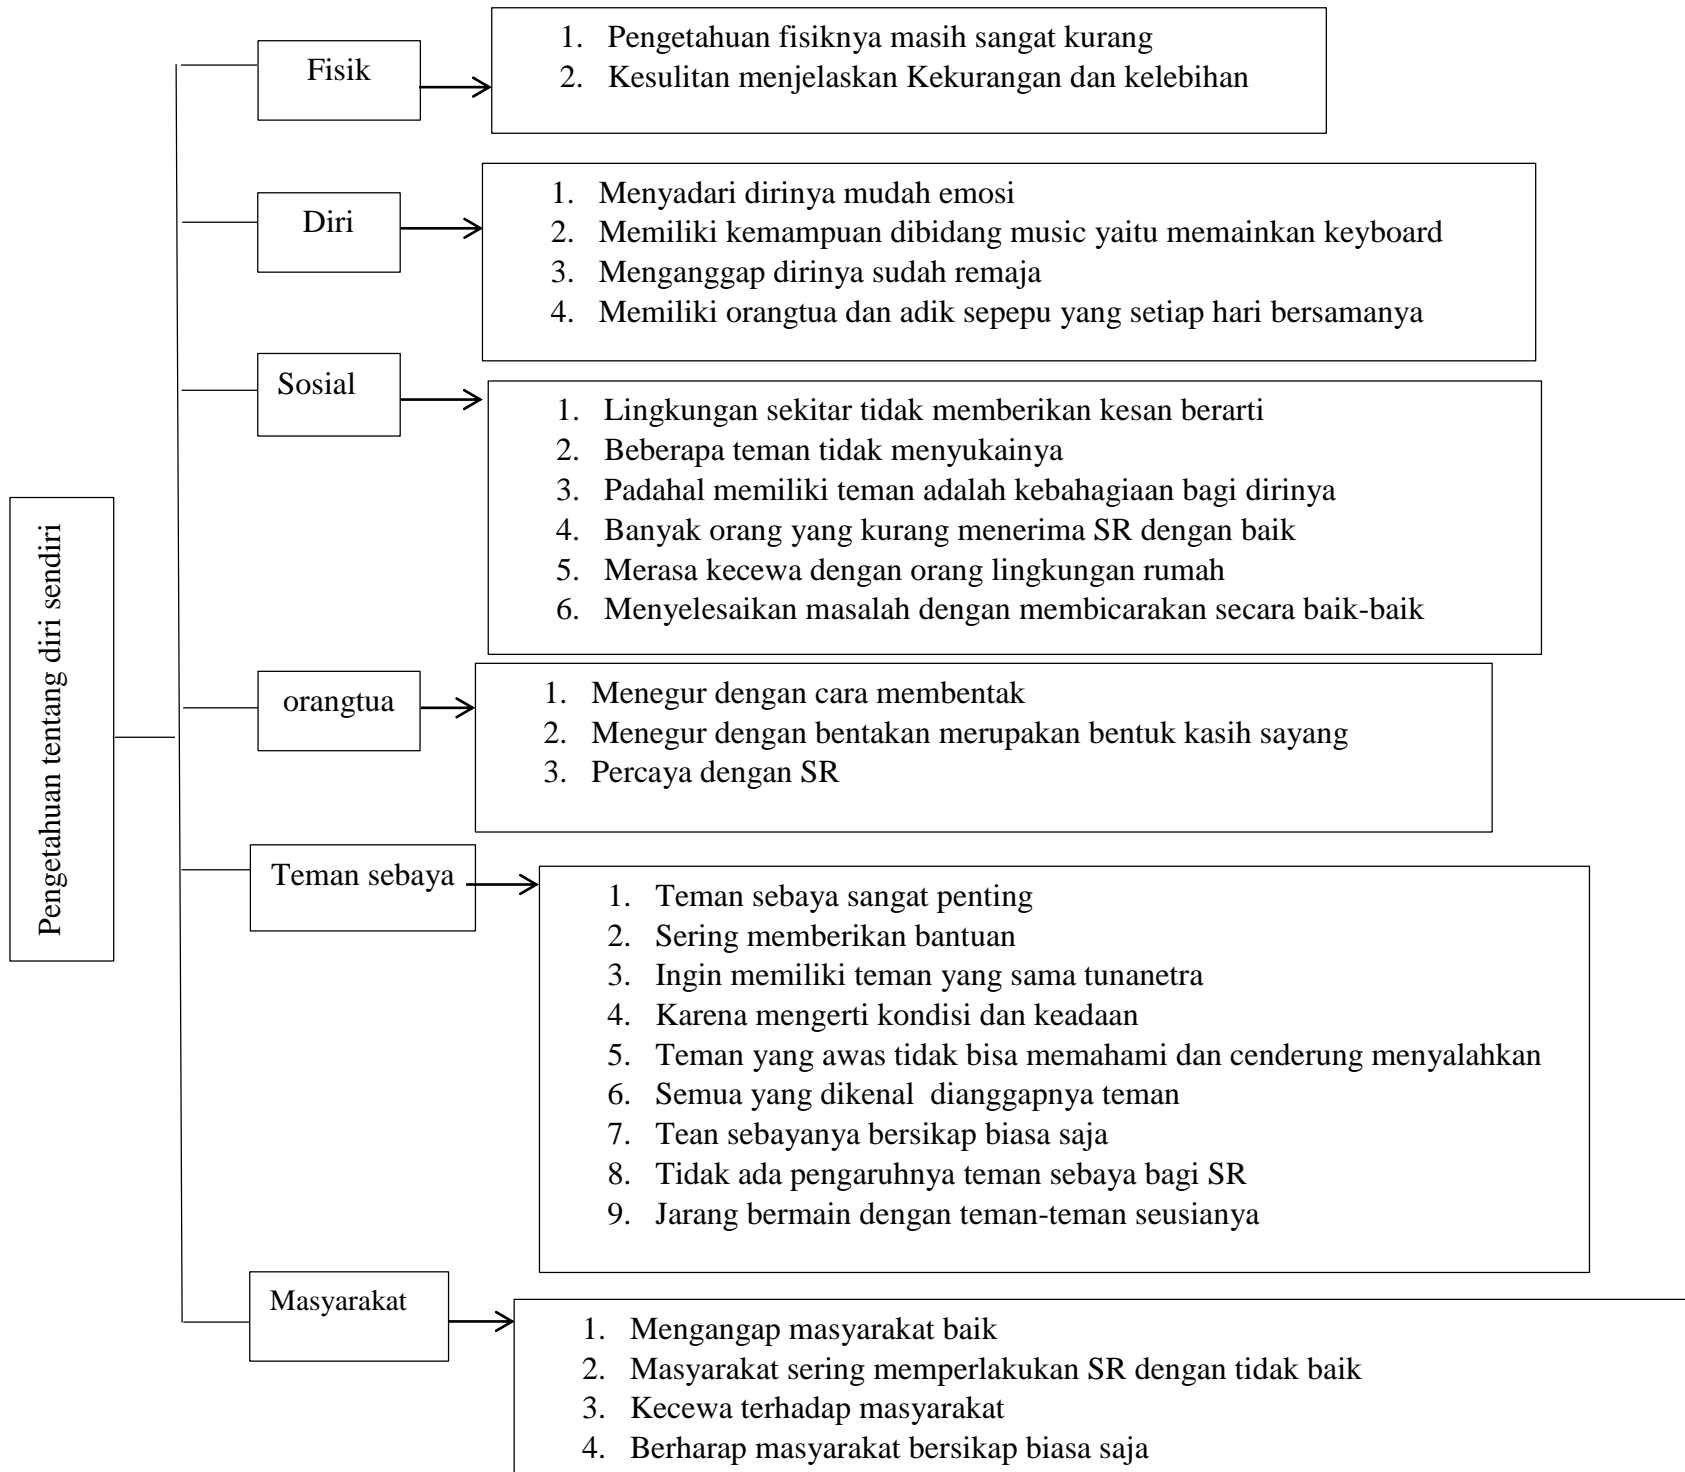 Pengetahuan tentang diri sendiri
Fisik
1. Pengetahuan fisiknya masih sangat kurang
2. Kesulitan menjelaskan Kekurangan dan kelebihan
Diri
1. Menyadari dirinya mudah emosi
2. Memiliki kemampuan dibidang music yaitu memainkan keyboard
3. Menganggap dirinya sudah remaja
4. Memiliki orangtua dan adik sepepu yang setiap hari bersamanya
Sosial
1. Lingkungan sekitar tidak memberikan kesan berarti
2. Beberapa teman tidak menyukainya
3. Padahal memiliki teman adalah kebahagiaan bagi dirinya
4. Banyak orang yang kurang menerima SR dengan baik
5. Merasa kecewa dengan orang lingkungan rumah
6. Menyelesaikan masalah dengan membicarakan secara baik-baik
orangtua
1. Menegur dengan cara membentak
2. Menegur dengan bentakan merupakan bentuk kasih sayang
3. Percaya dengan SR
Teman sebaya
1. Teman sebaya sangat penting
2. Sering memberikan bantuan
3. Ingin memiliki teman yang sama tunanetra
4. Karena mengerti kondisi dan keadaan
5. Teman yang awas tidak bisa memahami dan cenderung menyalahkan
6. Semua yang dikenal dianggapnya teman
7. Tean sebayanya bersikap biasa saja
8. Tidak ada pengaruhnya teman sebaya bagi SR
9. Jarang bermain dengan teman-teman seusianya
Masyarakat
1. Mengangap masyarakat baik
2. Masyarakat sering memperlakukan SR dengan tidak baik
3. Kecewa terhadap masyarakat
4. Berharap masyarakat bersikap biasa saja